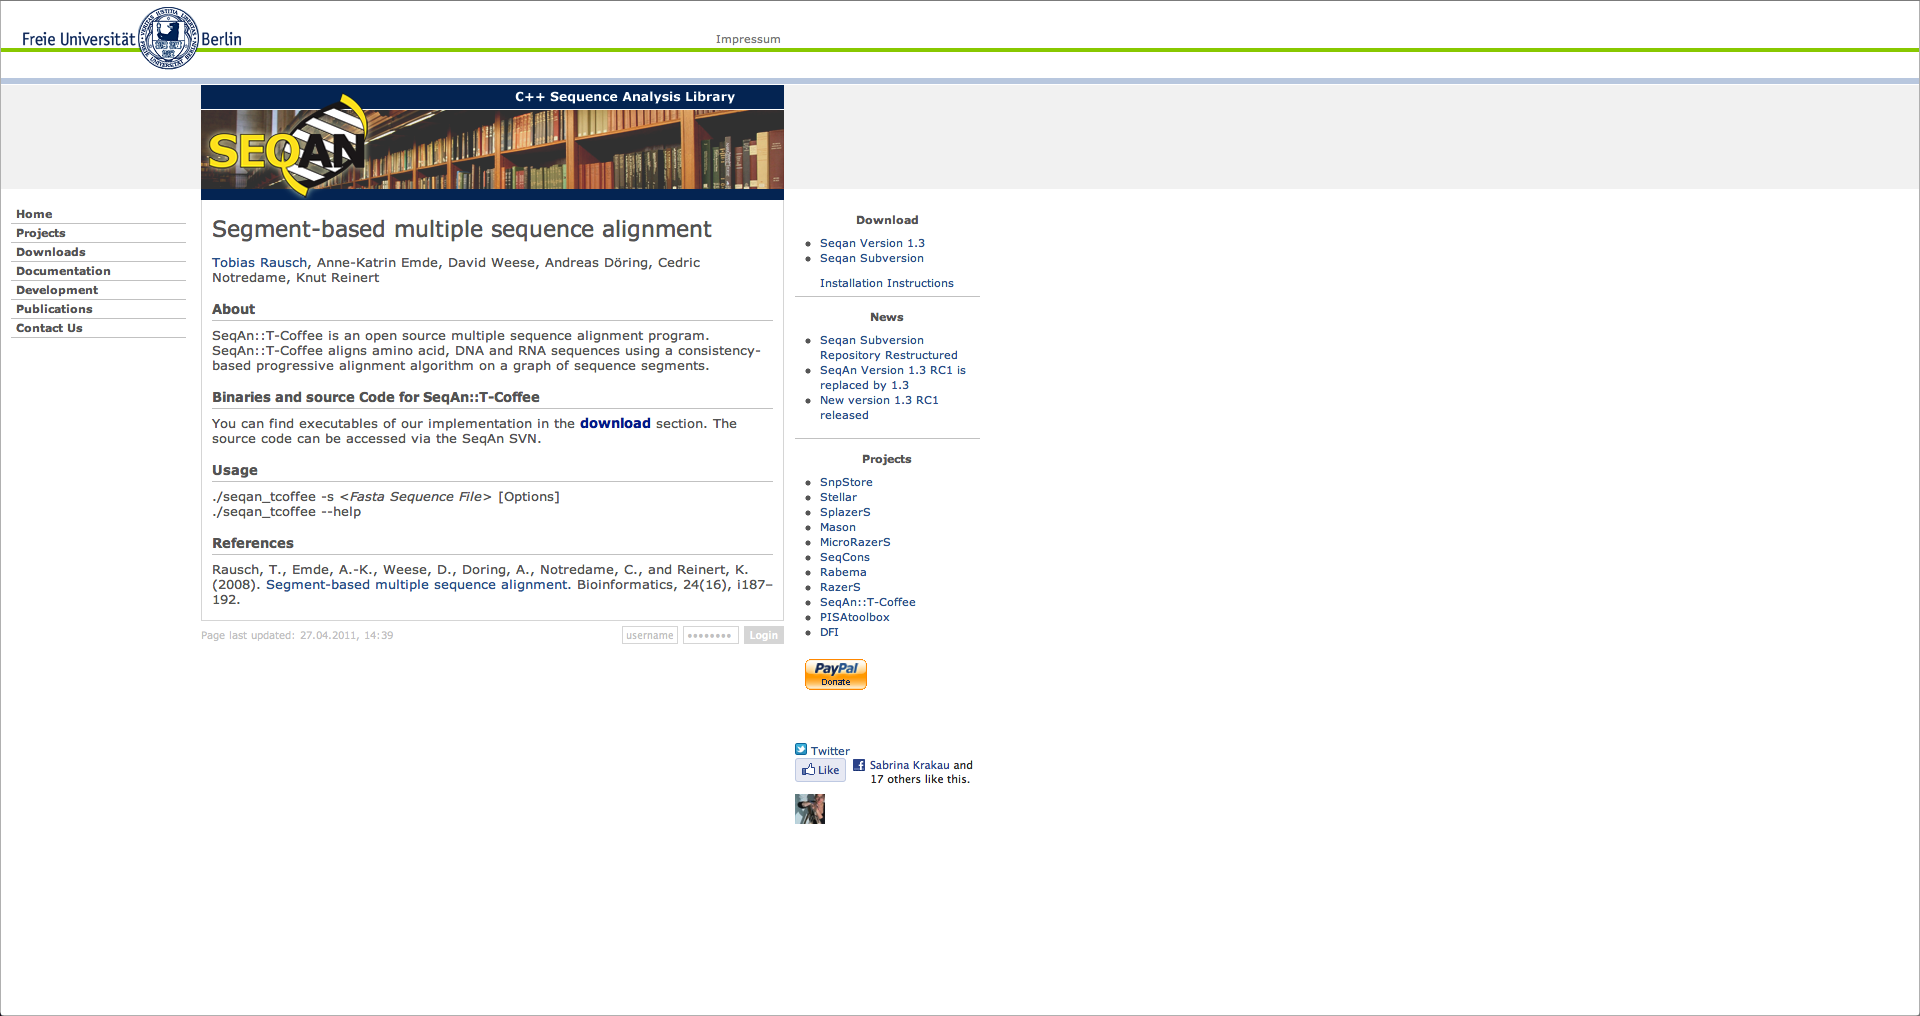 Freie Universität Berlin
Impressum
C++ Sequence Analysis Library
SEQAN
Home
Projects
Downloads
Documentation
Development
Publications
Contact Us
Segment-based multiple sequence alignment
Tobias Rausch, Anne-Katrin Emde, David Weese, Andreas Döring, Cedric
Notredame, Knut Reinert
About
SeqAn::T-Coffee is an open source multiple sequence alignment program.
SeqAn::T-Coffee aligns amino acid, DNA and RNA sequences using a consistency-
based progressive alignment algorithm on a graph of sequence segments.
Binaries and source Code for SeqAn::T-Coffee
You can find executables of our implementation in the download section. The
source code can be accessed via the SeqAn SVN.
Usage
./seqan_tcoffee -s <Fasta Sequence File> [Options]
./seqan_tcoffee --help
References
Rausch, T., Emde, A.-K., Weese, D., Doring, A., Notredame, C., and Reinert, K.
(2008). Segment-based multiple sequence alignment. Bioinformatics, 24(16), i187–
192.
Page last updated: 27.04.2011, 14:39
username
Login
Download
Seqan Version 1.3
Seqan Subversion
Installation Instructions
News
Seqan Subversion
Repository Restructured
SeqAn Version 1.3 RC1 is
replaced by 1.3
New version 1.3 RC1
released
Projects
SnpStore
Stellar
SplazerS
Mason
MicroRazerS
SeqCons
Rabema
RazerS
SeqAn::T-Coffee
PISAtoolbox
DFI
PayPal
Donate
Twitter
Like
Sabrina Krakau and
17 others like this.